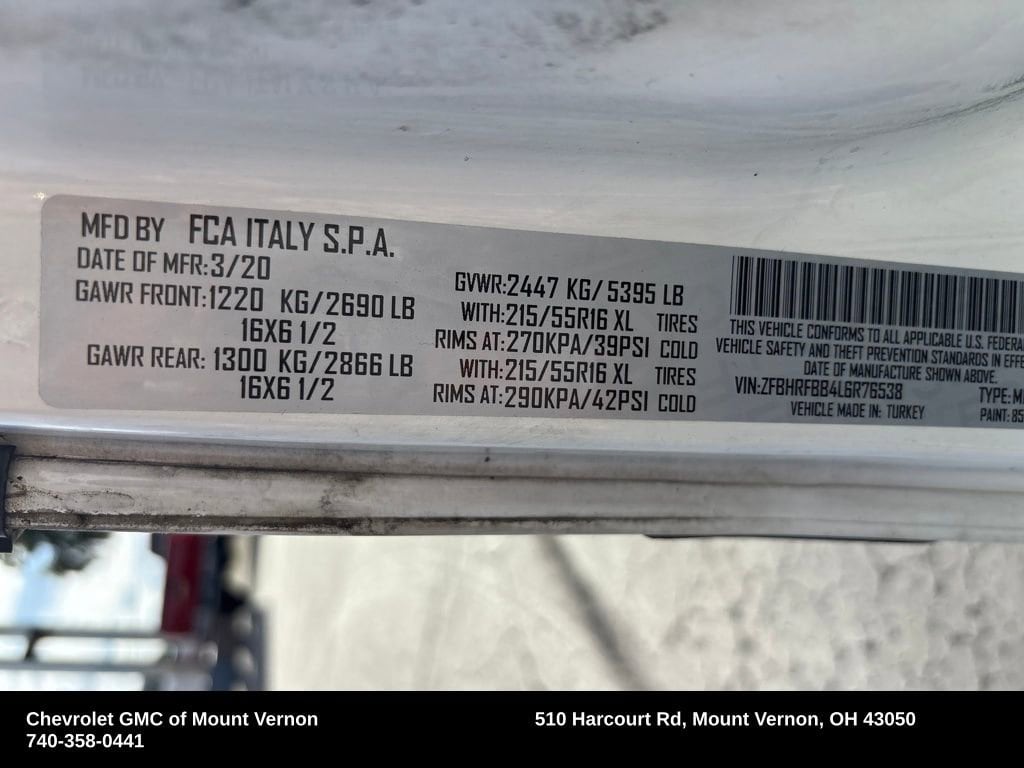 MFD BY FCA ITALY S.P.A.
DATE OF MFR:3/20
GAWR FRONT:1220 KG/2690 LB
16X6 1/2
GAWR REAR: 1300 KG/2866 LB
16X6 1/2
GVWR:2447 KG/5395 LB
WITH:215/55R16 XL TIRES
RIMS AT:270KPA/39PSI COLD
WITH:215/55R16 XL TIRES
RIMS AT:290KPA/42PSI COLD
THIS VEHICLE CONFORMS TO ALL APPLICABLE U.S. FEDERA
VEHICLE SAFETY AND THEFT PREVENTION STANDARDS IN EFFE
DATE OF MANUFACTURE SHOWN ABOVE.
VIN:ZFBHRFBB4L6R76538 TYPE:M
VEHICLE MADE IN: TURKEY PAINT: 85
Chevrolet GMC of Mount Vernon
740-358-0441
510 Harcourt Rd, Mount Vernon, OH 43050